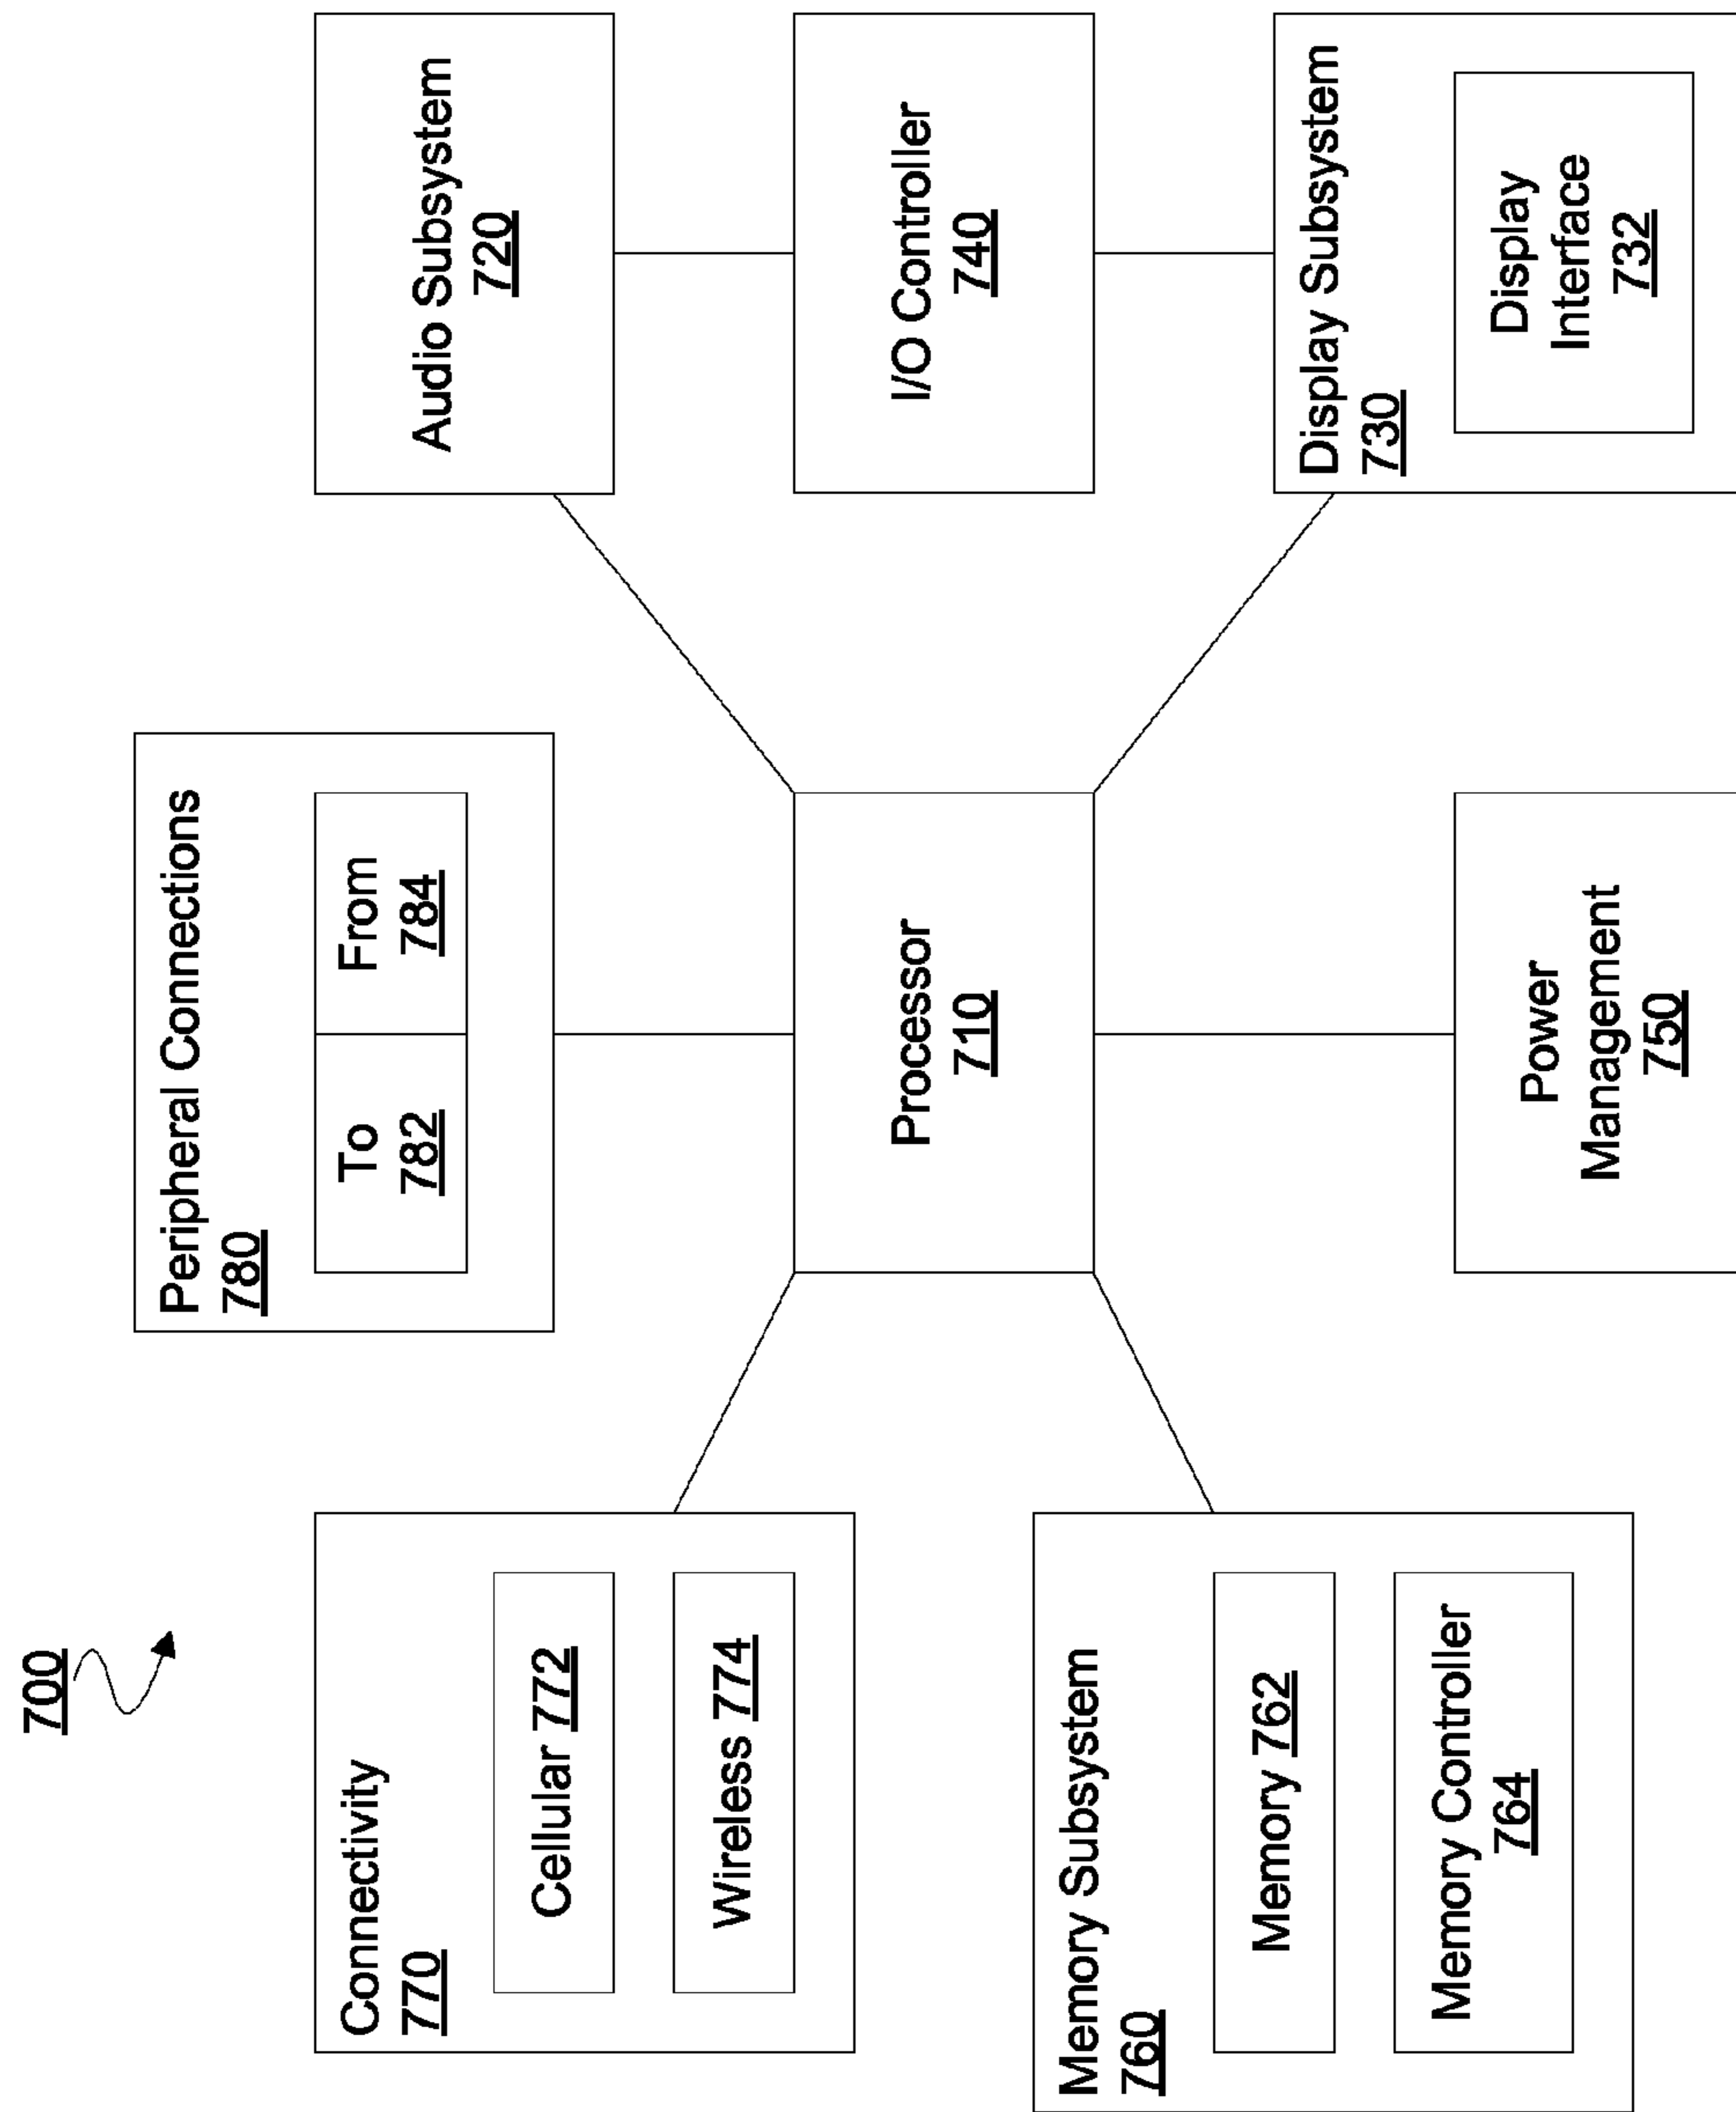 700
Connectivity
770
Cellular 772
Wireless 774
Memory Subsystem
760
Memory 762
Memory Controller
764
Peripheral Connections
780
To
782
From
784
Processor
710
Power
Management
750
Audio Subsystem
720
I/O Controller
740
Display Subsystem
730
Display
Interface
732